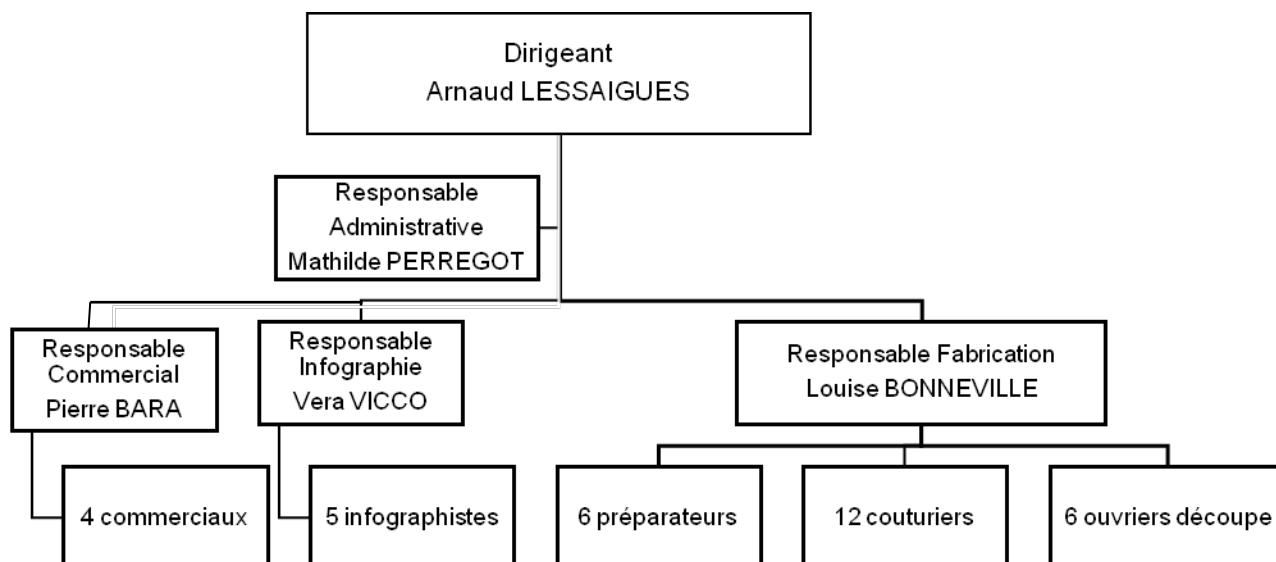 Dirigeant
Arnaud LESSAIGUES
Responsable
Administrative
Mathilde PERREGOT
Responsable
Commercial
Pierre BARA
Responsable
Infographie
Vera VICCO
Responsable Fabrication
Louise BONNEVILLE
4 commerciaux
5 infographistes
6 préparateurs
12 couturiers
6 ouvriers découpe